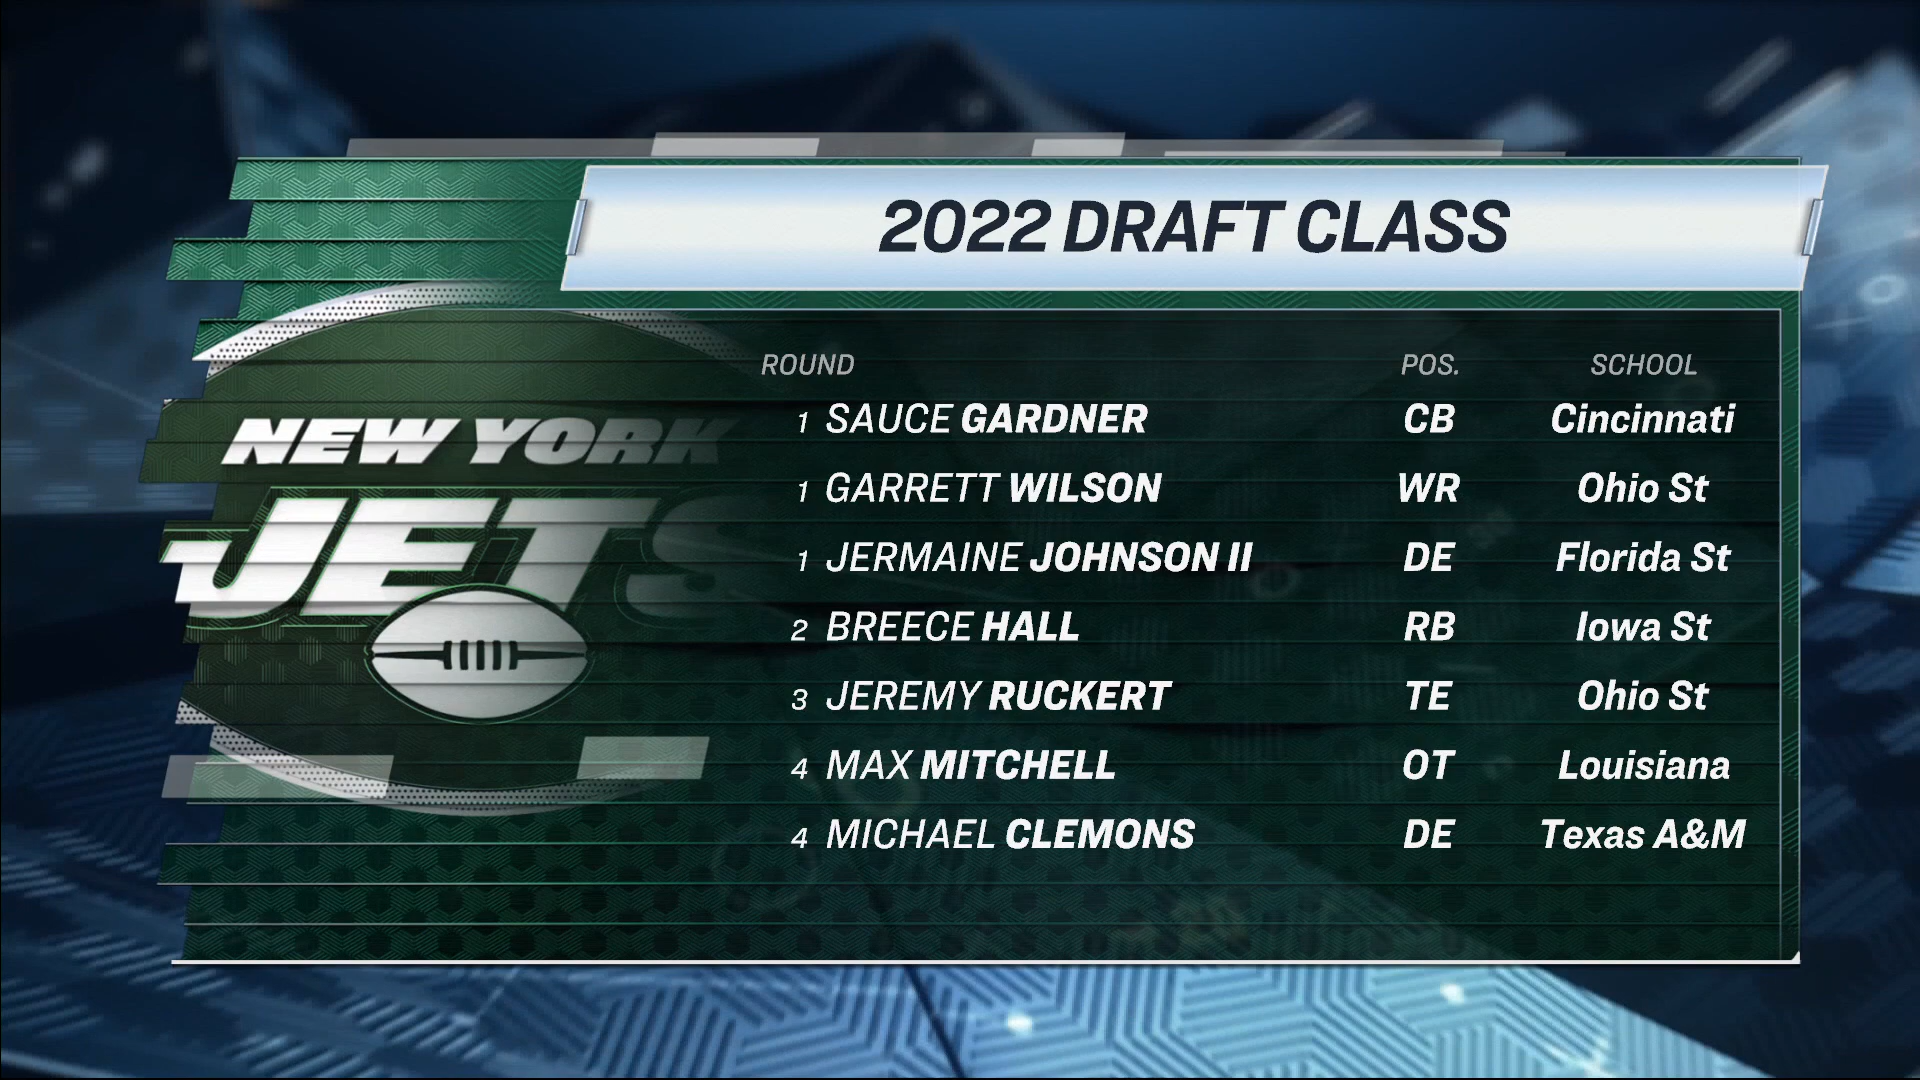 2022 DRAFT CLASS
NEW YORK
JETS
ROUND POS. SCHOOL
1 SAUCE GARDNER CB Cincinnati
1 GARRETT WILSON WR Ohio St
1 JERMAINE JOHNSON II DE Florida St
2 BREECE HALL RB Iowa St
3 JEREMY RUCKERT TE Ohio St
4 MAX MITCHELL OT Louisiana
4 MICHAEL CLEMONS DE Texas A&M